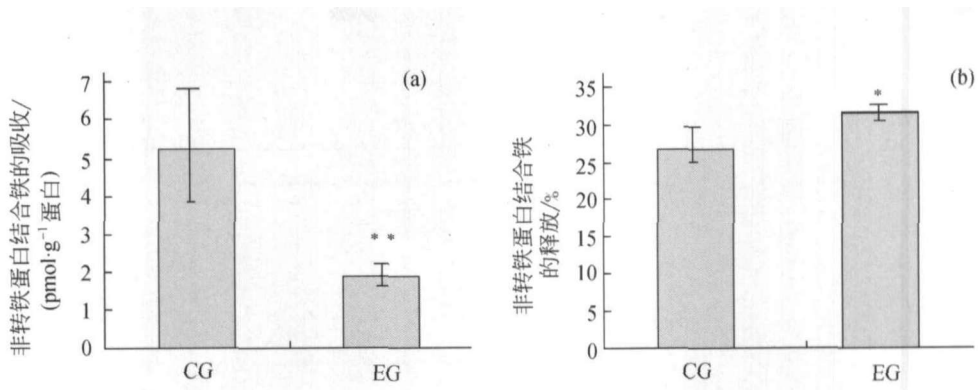 非转铁蛋白结合铁的吸收/
(pmol·g⁻¹ 蛋白)
(a)
7
6
5
4
3
2
1
0
* *
CG
EG
非转铁蛋白结合铁
的释放/%
(b)
35
30
25
20
15
10
5
0
*
CG
EG